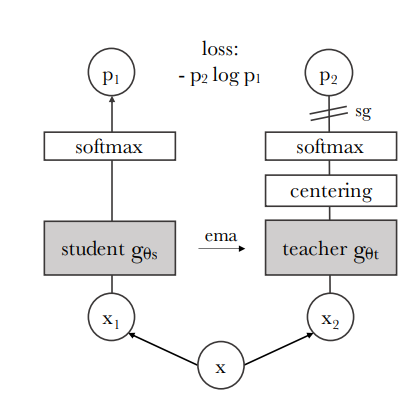 loss:
- p₂ log p₁
p₁
p₂
sg
softmax
softmax
centering
student gθs
ema
teacher gθt
x₁
x₂
x